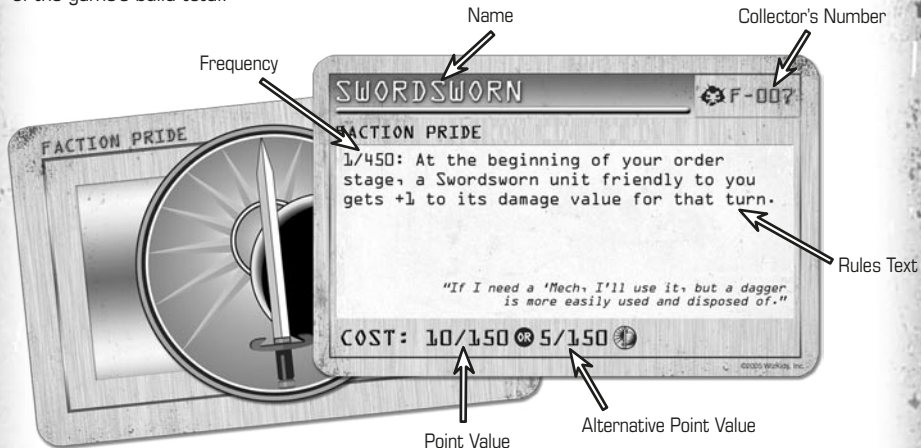 of the game's build total.
Name
Collector's Number
Frequency
SWORDSWORN
F-007
FACTION PRIDE
FACTION PRIDE
1/450: At the beginning of your order
stage, a Swordsworn unit friendly to you
gets +1 to its damage value for that turn.
Rules Text
"If I need a 'Mech, I'll use it, but a dagger
is more easily used and disposed of."
COST: 10/150 OR 5/150
©2005 WizKids, Inc.
Alternative Point Value
Point Value